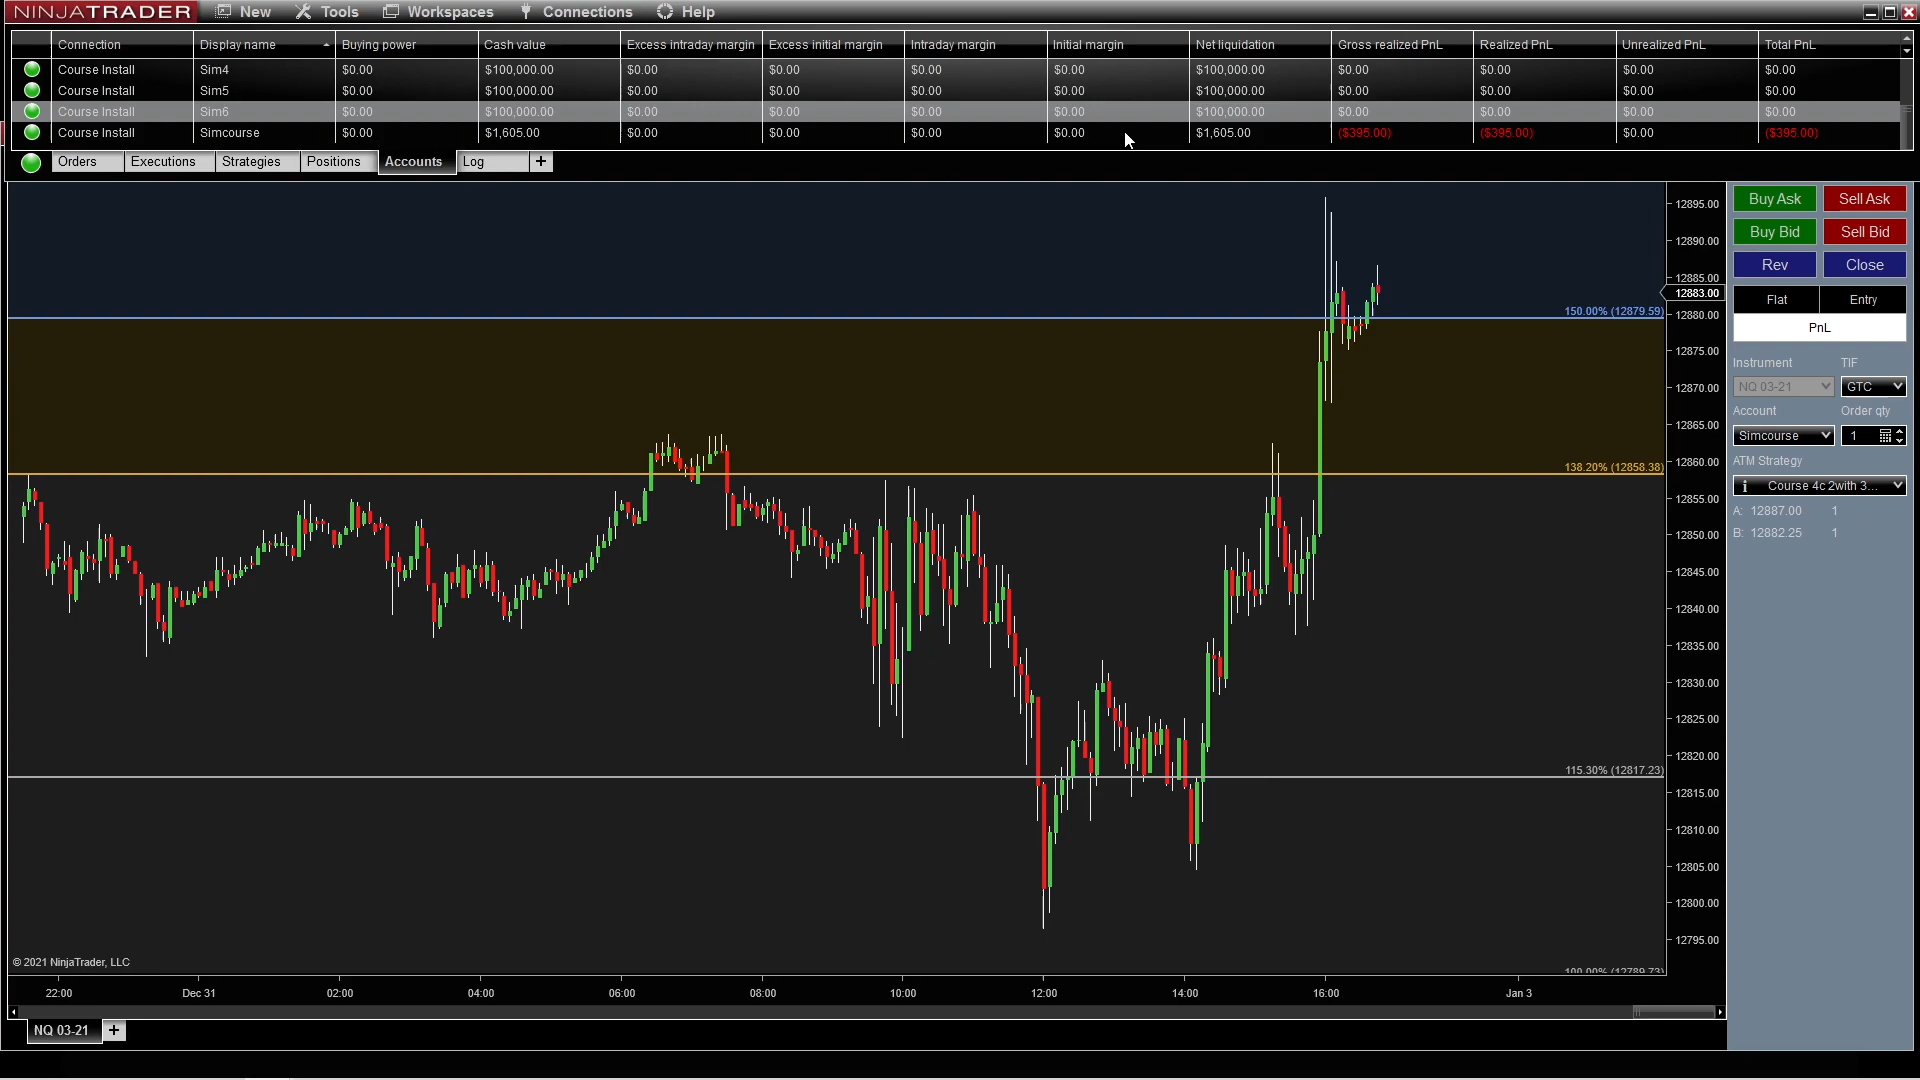 NINJATRADER New Tools Workspaces Connections Help
Connection Display name Buying power Cash value Excess intraday margin Excess initial margin Intraday margin Initial margin Net liquidation Gross realized PnL Realized PnL Unrealized PnL Total PnL
Course Install Sim4 $0.00 $100,000.00 $0.00 $0.00 $0.00 $0.00 $100,000.00 $0.00 $0.00 $0.00 $0.00
Course Install Sim5 $0.00 $100,000.00 $0.00 $0.00 $0.00 $0.00 $100,000.00 $0.00 $0.00 $0.00 $0.00
Course Install Sim6 $0.00 $100,000.00 $0.00 $0.00 $0.00 $0.00 $100,000.00 $0.00 $0.00 $0.00 $0.00
Course Install Simcourse $0.00 $1,605.00 $0.00 $0.00 $0.00 $0.00 $1,605.00 ($395.00) ($395.00) $0.00 ($395.00)
Orders Executions Strategies Positions Accounts Log +
12895.00
12890.00
12885.00
12883.00
12880.00
12875.00
12870.00
12865.00
12860.00
12855.00
12850.00
12845.00
12840.00
12835.00
12830.00
12825.00
12820.00
12815.00
12810.00
12805.00
12800.00
12795.00
150.00% (12879.59)
138.20% (12858.38)
115.30% (12817.23)
100.00% (12789.73)
Buy Ask Sell Ask
Buy Bid Sell Bid
Rev Close
Flat Entry
PnL
Instrument TIF
NQ 03-21 GTC
Account Order qty
Simcourse 1
ATM Strategy
i Course 4c 2with 3...
A: 12887.00 1
B: 12882.25 1
© 2021 NinjaTrader, LLC
22:00 Dec 31 02:00 04:00 06:00 08:00 10:00 12:00 14:00 16:00 Jan 3
NQ 03-21 +